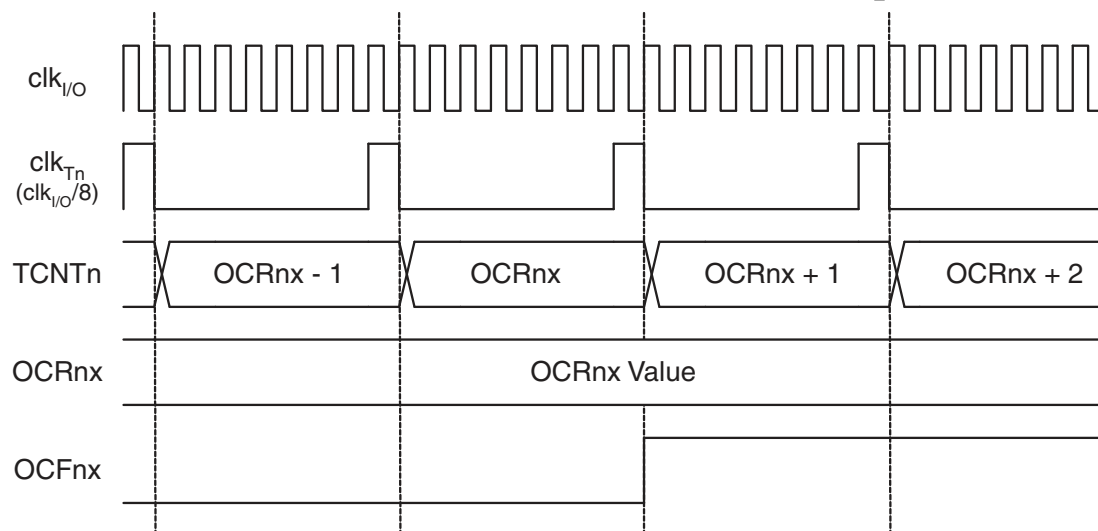 clk_I/O
clk_Tn
(clk_I/O/8)
TCNTn OCRnx - 1 OCRnx OCRnx + 1 OCRnx + 2
OCRnx OCRnx Value
OCFnx